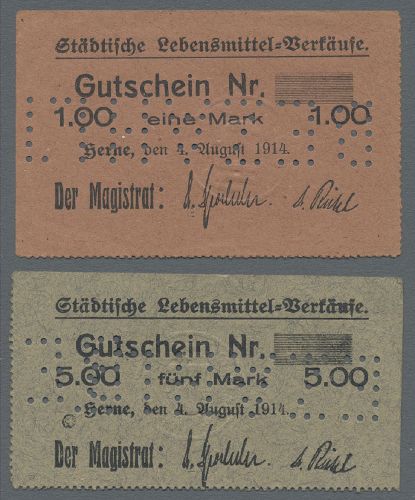 Städtische Lebensmittel-Verkäufe.
Gutschein Nr.
1.00 eine Mark 1.00
Herne, den 4. August 1914.
Der Magistrat:
Städtische Lebensmittel-Verkäufe.
Gutschein Nr.
5.00 fünf Mark 5.00
Herne, den 4. August 1914.
Der Magistrat: